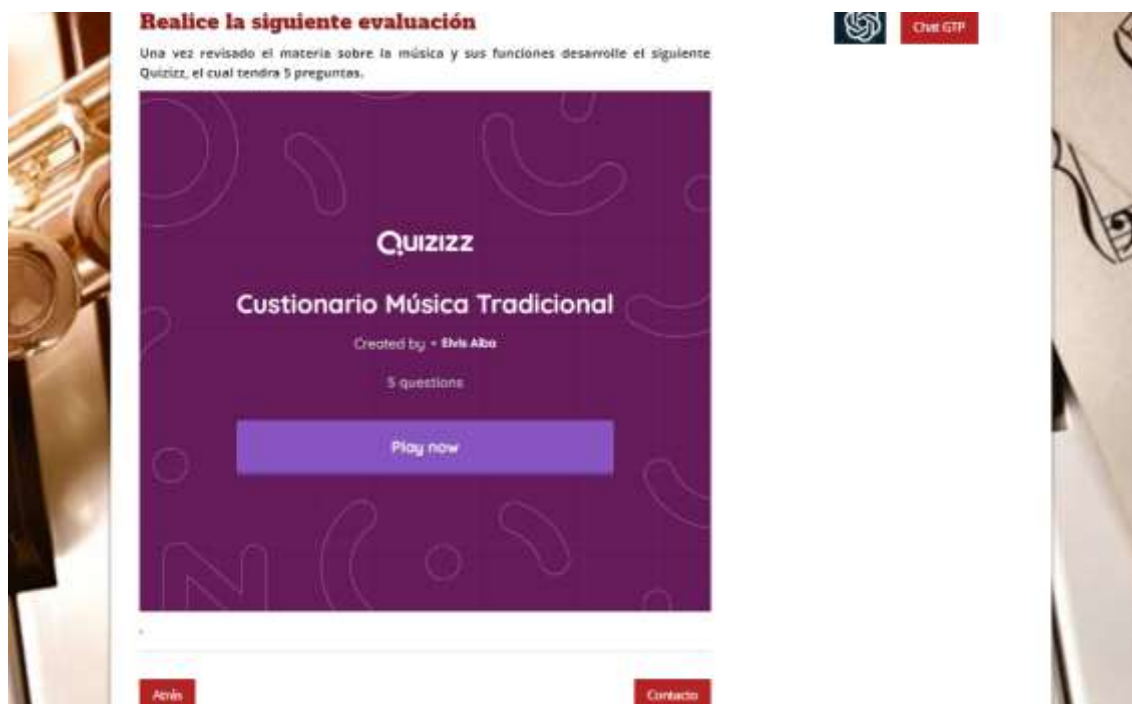 Realice la siguiente evaluación
Una vez revisado el materia sobre la música y sus funciones desarrolle el siguiente
Quizizz, el cual tendra 5 preguntas.
Chat GTP
Quizizz
Custionario Música Tradicional
Created by • Elvis Alba
5 questions
Play now
Atrás
Contacto